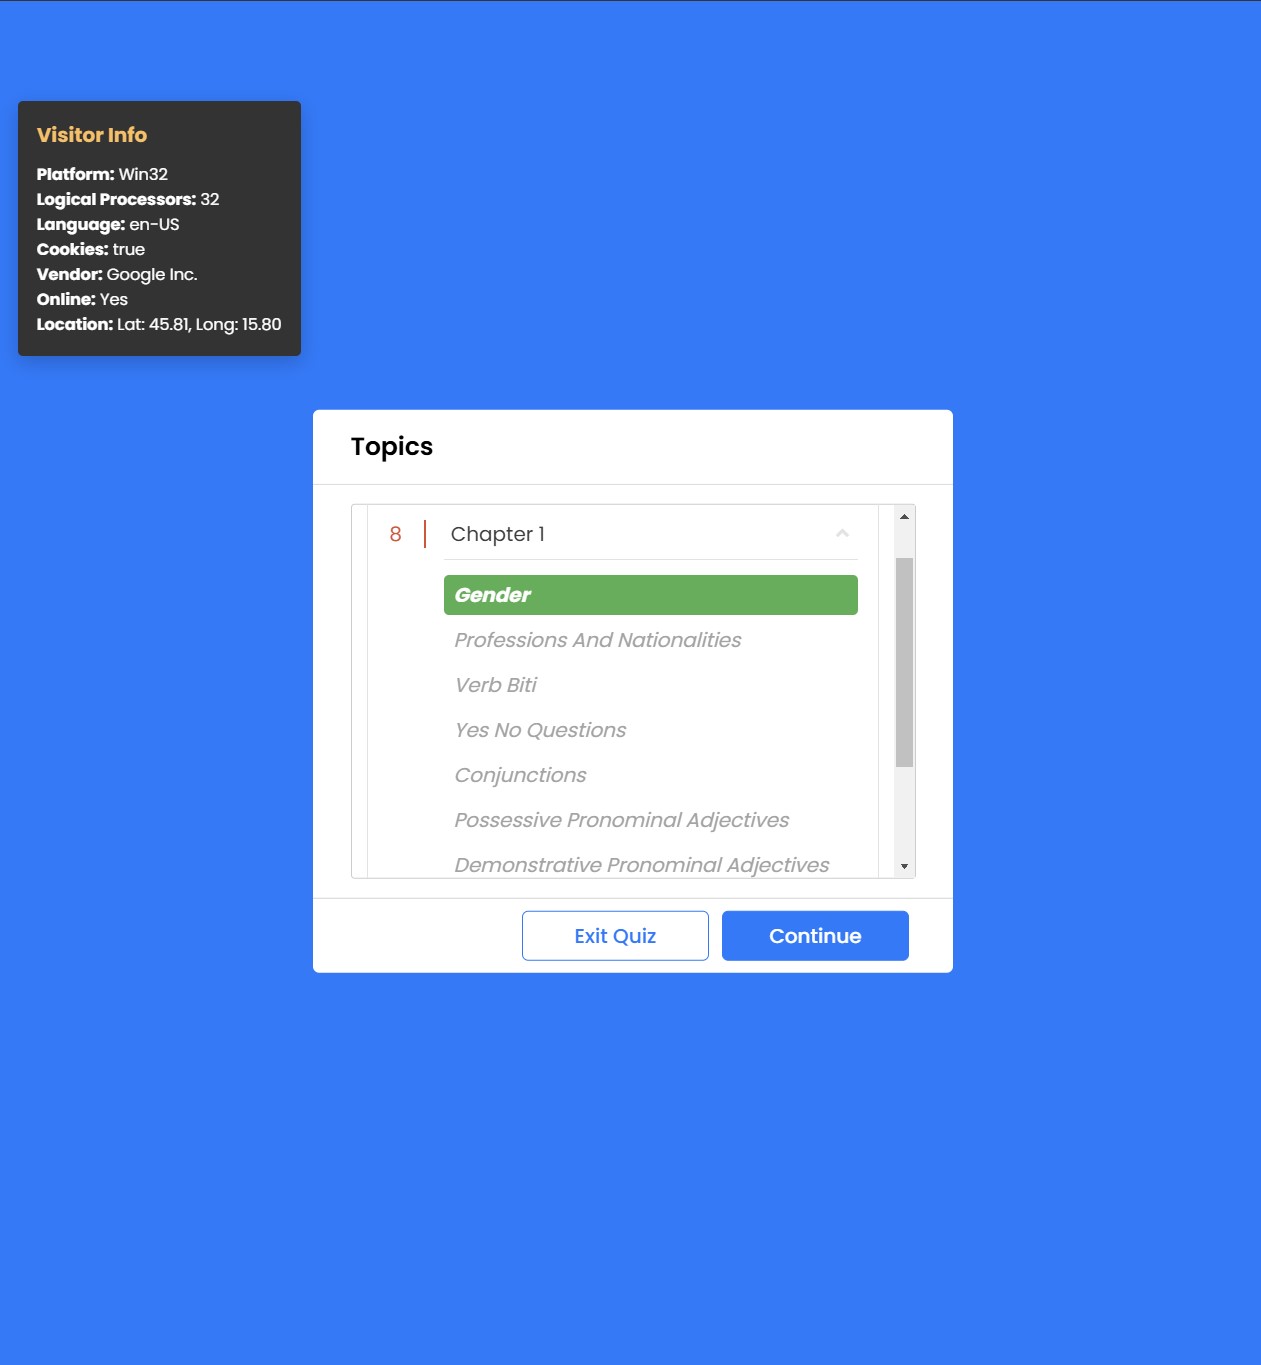 Visitor Info
Platform: Win32
Logical Processors: 32
Language: en-US
Cookies: true
Vendor: Google Inc.
Online: Yes
Location: Lat: 45.81, Long: 15.80
Topics
8 Chapter 1
Gender
Professions And Nationalities
Verb Biti
Yes No Questions
Conjunctions
Possessive Pronominal Adjectives
Demonstrative Pronominal Adjectives
Exit Quiz Continue